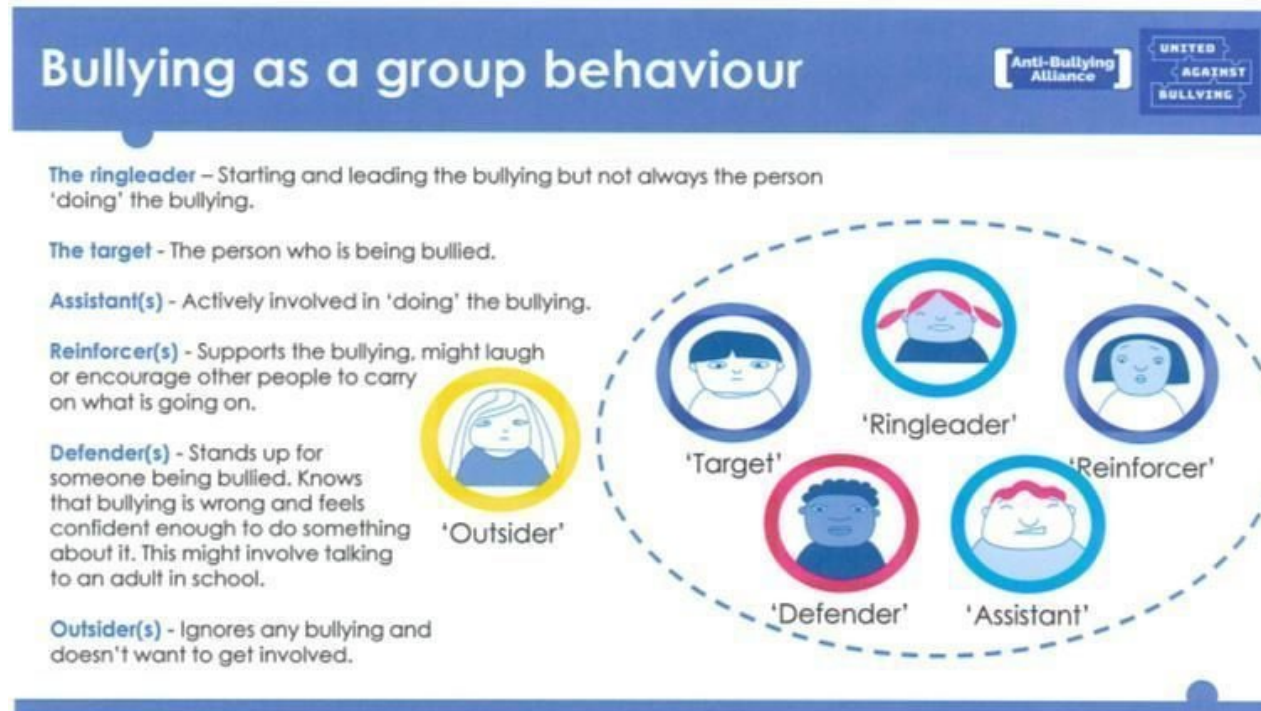 Bullying as a group behaviour
[Anti-Bullying
Alliance]
UNITED
AGAINST
BULLYING
The ringleader – Starting and leading the bullying but not always the person
'doing' the bullying.
The target - The person who is being bullied.
Assistant(s) - Actively involved in 'doing' the bullying.
Reinforcer(s) - Supports the bullying, might laugh
or encourage other people to carry
on what is going on.
Defender(s) - Stands up for
someone being bullied. Knows
that bullying is wrong and feels
confident enough to do something
about it. This might involve talking
to an adult in school.
Outsider(s) - Ignores any bullying and
doesn't want to get involved.
'Outsider'
'Ringleader'
'Target'
'Reinforcer'
'Defender'
'Assistant'